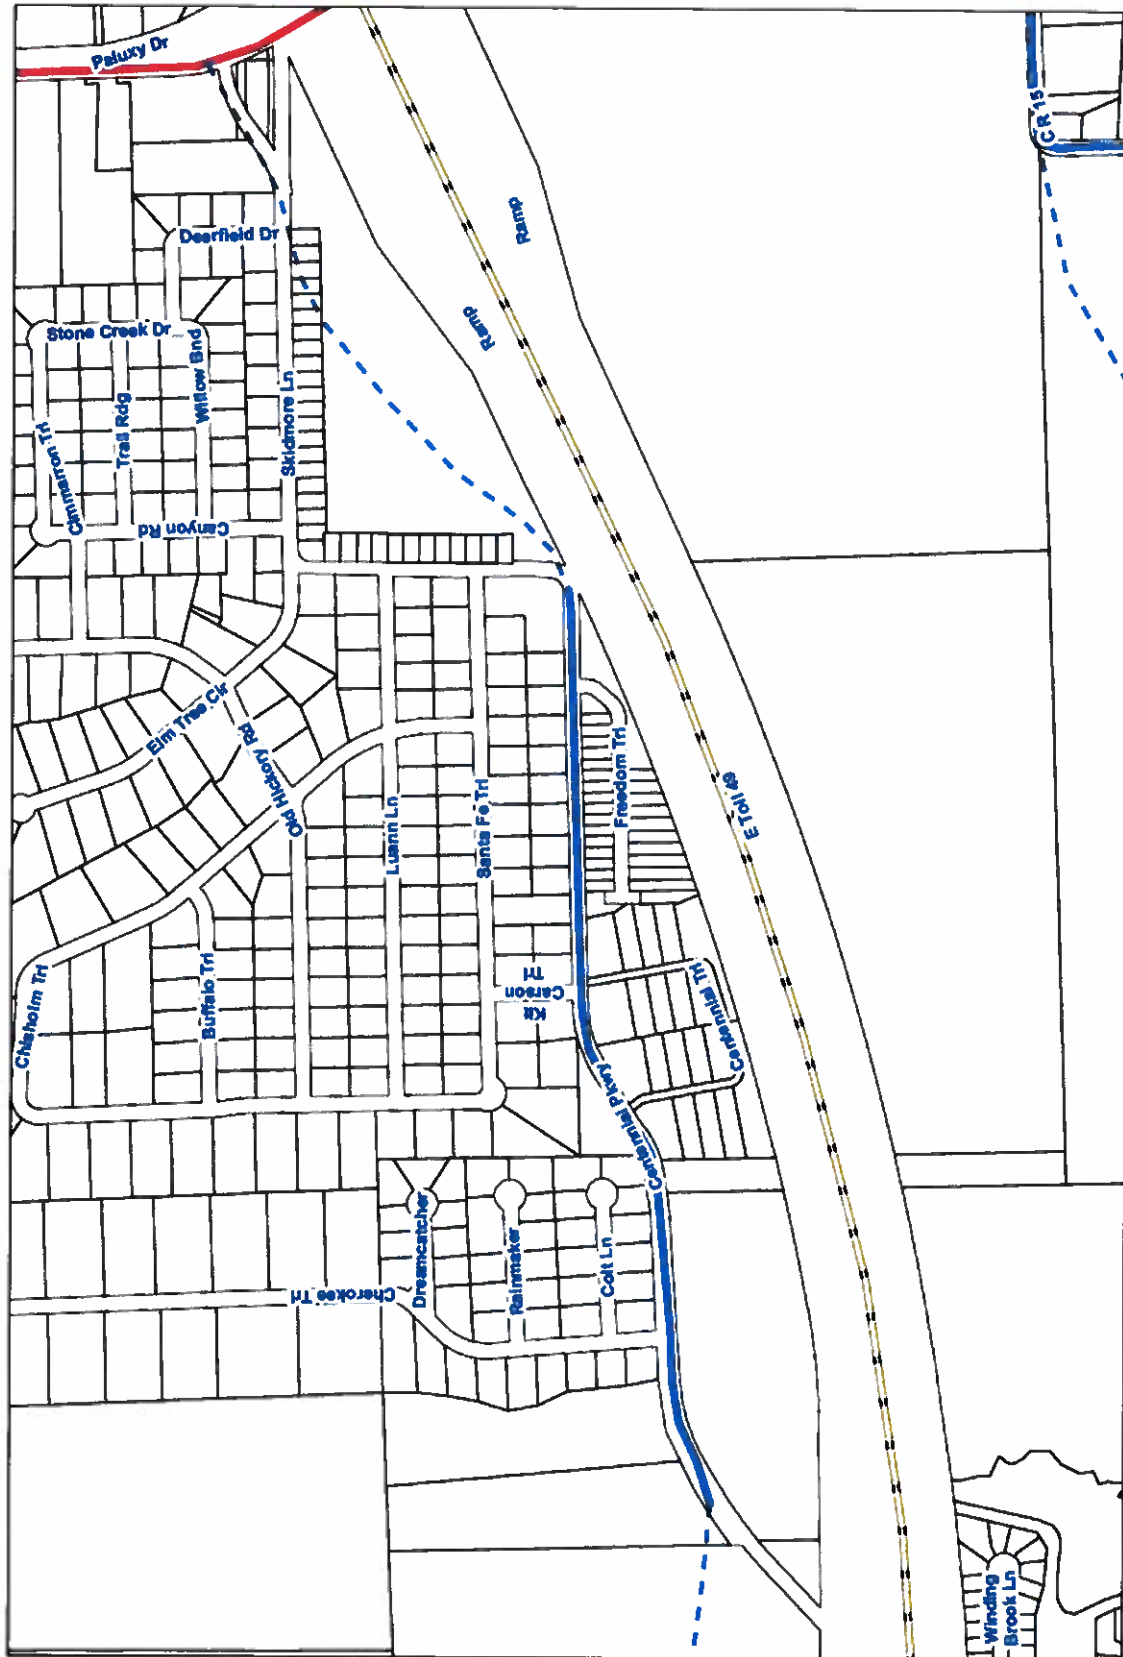 Paluxy Dr
CR 15
Ramp
Deerfield Dr
Ramp
Stone Creek Dr
Willow Bnd
Trail Rdg
Skidmore Ln
Cimmarron Trl
Canyon Rd
Elm Tree Cir
Old Hickory Rd
Freedom Trl
E Toll 49
Luann Ln
Santa Fe Trl
Chisholm Trl
Buffalo Trl
Kit
Carson
Trl
Centennial Trl
Centennial Pkwy
Dreamcatcher
Rainmaker
Colt Ln
Cherokee Trl
Winding
Brook Ln